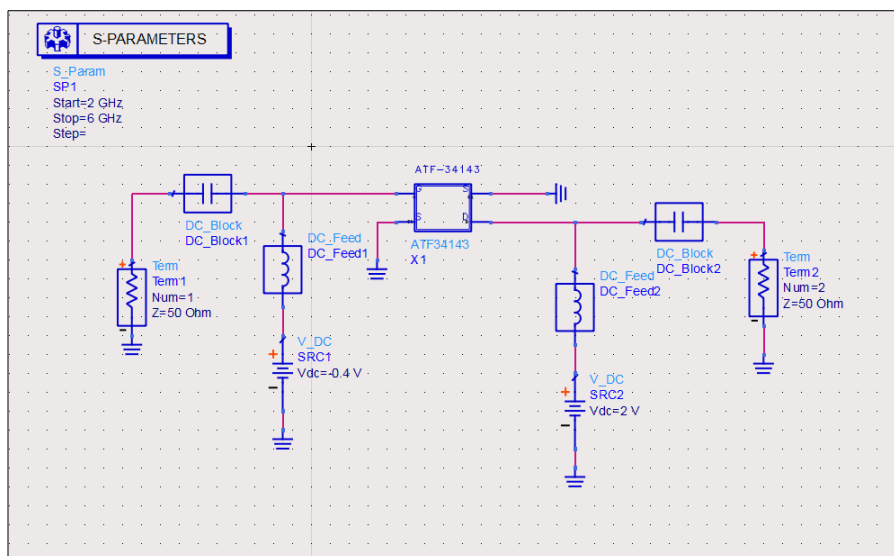 S-PARAMETERS
S_Param
SP1
Start=2 GHz
Stop=6 GHz
Step=
DC_Block
DC_Block1
Term
Term1
Num=1
Z=50 Ohm
DC_Feed
DC_Feed1
V_DC
SRC1
Vdc=-0.4 V
ATF-34143
G
S
S
D
ATF34143
X1
DC_Feed
DC_Feed2
V_DC
SRC2
Vdc=2 V
DC_Block
DC_Block2
Term
Term2
Num=2
Z=50 Ohm